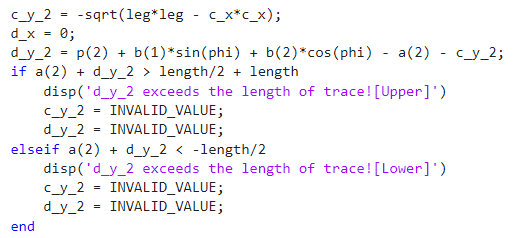 c_y_2 = -sqrt(leg*leg - c_x*c_x);
d_x = 0;
d_y_2 = p(2) + b(1)*sin(phi) + b(2)*cos(phi) - a(2) - c_y_2;
if a(2) + d_y_2 > length/2 + length
    disp('d_y_2 exceeds the length of trace![Upper]')
    c_y_2 = INVALID_VALUE;
    d_y_2 = INVALID_VALUE;
elseif a(2) + d_y_2 < -length/2
    disp('d_y_2 exceeds the length of trace![Lower]')
    c_y_2 = INVALID_VALUE;
    d_y_2 = INVALID_VALUE;
end